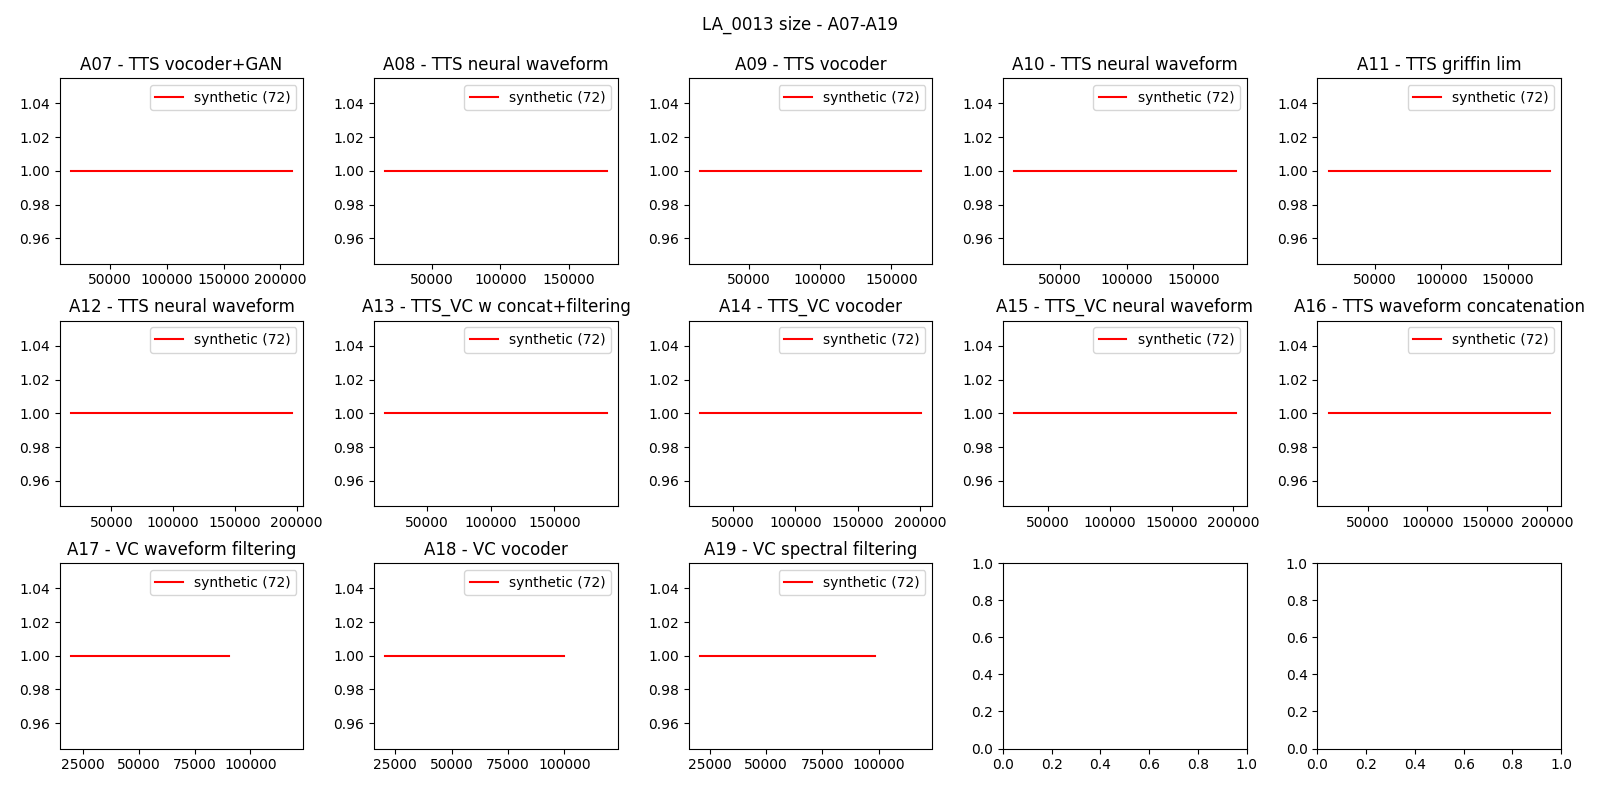 LA_0013 size - A07-A19
A07 - TTS vocoder+GAN
synthetic (72)
1.04
1.02
1.00
0.98
0.96
50000 100000 150000 200000
A08 - TTS neural waveform
synthetic (72)
1.04
1.02
1.00
0.98
0.96
50000 100000 150000
A09 - TTS vocoder
synthetic (72)
1.04
1.02
1.00
0.98
0.96
50000 100000 150000
A10 - TTS neural waveform
synthetic (72)
1.04
1.02
1.00
0.98
0.96
50000 100000 150000
A11 - TTS griffin lim
synthetic (72)
1.04
1.02
1.00
0.98
0.96
50000 100000 150000
A12 - TTS neural waveform
synthetic (72)
1.04
1.02
1.00
0.98
0.96
50000 100000 150000 200000
A13 - TTS_VC w concat+filtering
synthetic (72)
1.04
1.02
1.00
0.98
0.96
50000 100000 150000
A14 - TTS_VC vocoder
synthetic (72)
1.04
1.02
1.00
0.98
0.96
50000 100000 150000 200000
A15 - TTS_VC neural waveform
synthetic (72)
1.04
1.02
1.00
0.98
0.96
50000 100000 150000 200000
A16 - TTS waveform concatenation
synthetic (72)
1.04
1.02
1.00
0.98
0.96
50000 100000 150000 200000
A17 - VC waveform filtering
synthetic (72)
1.04
1.02
1.00
0.98
0.96
25000 50000 75000 100000
A18 - VC vocoder
synthetic (72)
1.04
1.02
1.00
0.98
0.96
25000 50000 75000 100000
A19 - VC spectral filtering
synthetic (72)
1.04
1.02
1.00
0.98
0.96
25000 50000 75000 100000
1.0
0.8
0.6
0.4
0.2
0.0
0.0 0.2 0.4 0.6 0.8 1.0
1.0
0.8
0.6
0.4
0.2
0.0
0.0 0.2 0.4 0.6 0.8 1.0